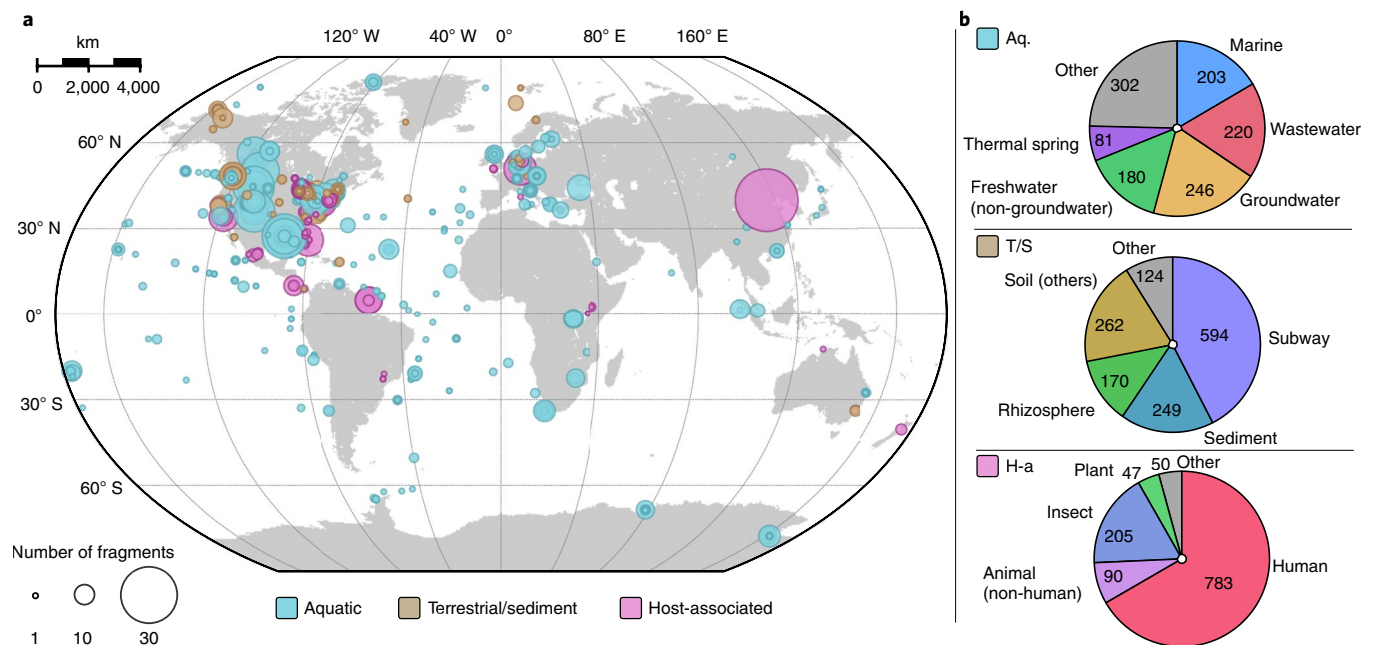 a
km
0 2,000 4,000
120° W 40° W 0° 80° E 160° E
60° N
30° N
0°
30° S
60° S
Number of fragments
1 10 30
Aquatic Terrestrial/sediment Host-associated
b
Aq.
Marine
203
Wastewater
220
Groundwater
246
Freshwater
(non-groundwater)
180
Thermal spring
81
Other
302
T/S
Other
124
Soil (others)
262
Subway
594
Rhizosphere
170
Sediment
249
H-a
Plant 47 50 Other
Insect
205
Animal
(non-human)
90
Human
783